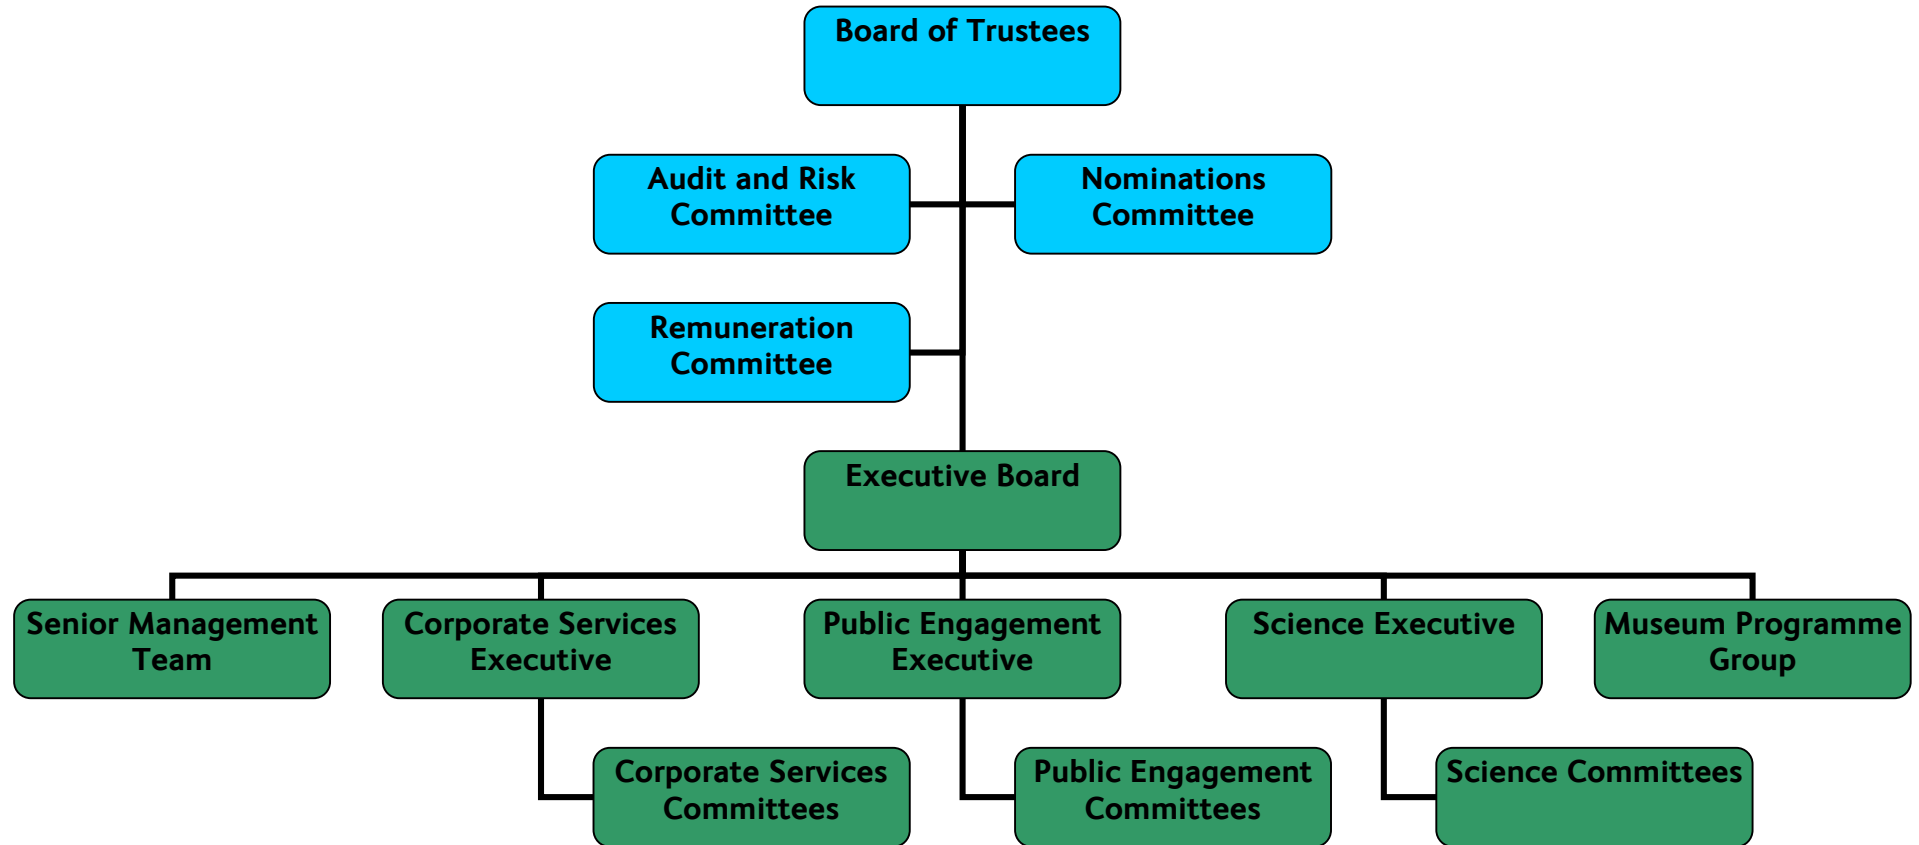 Board of Trustees
Audit and Risk
Committee
Nominations
Committee
Remuneration
Committee
Executive Board
Senior Management
Team
Corporate Services
Executive
Public Engagement
Executive
Science Executive
Museum Programme
Group
Corporate Services
Committees
Public Engagement
Committees
Science Committees